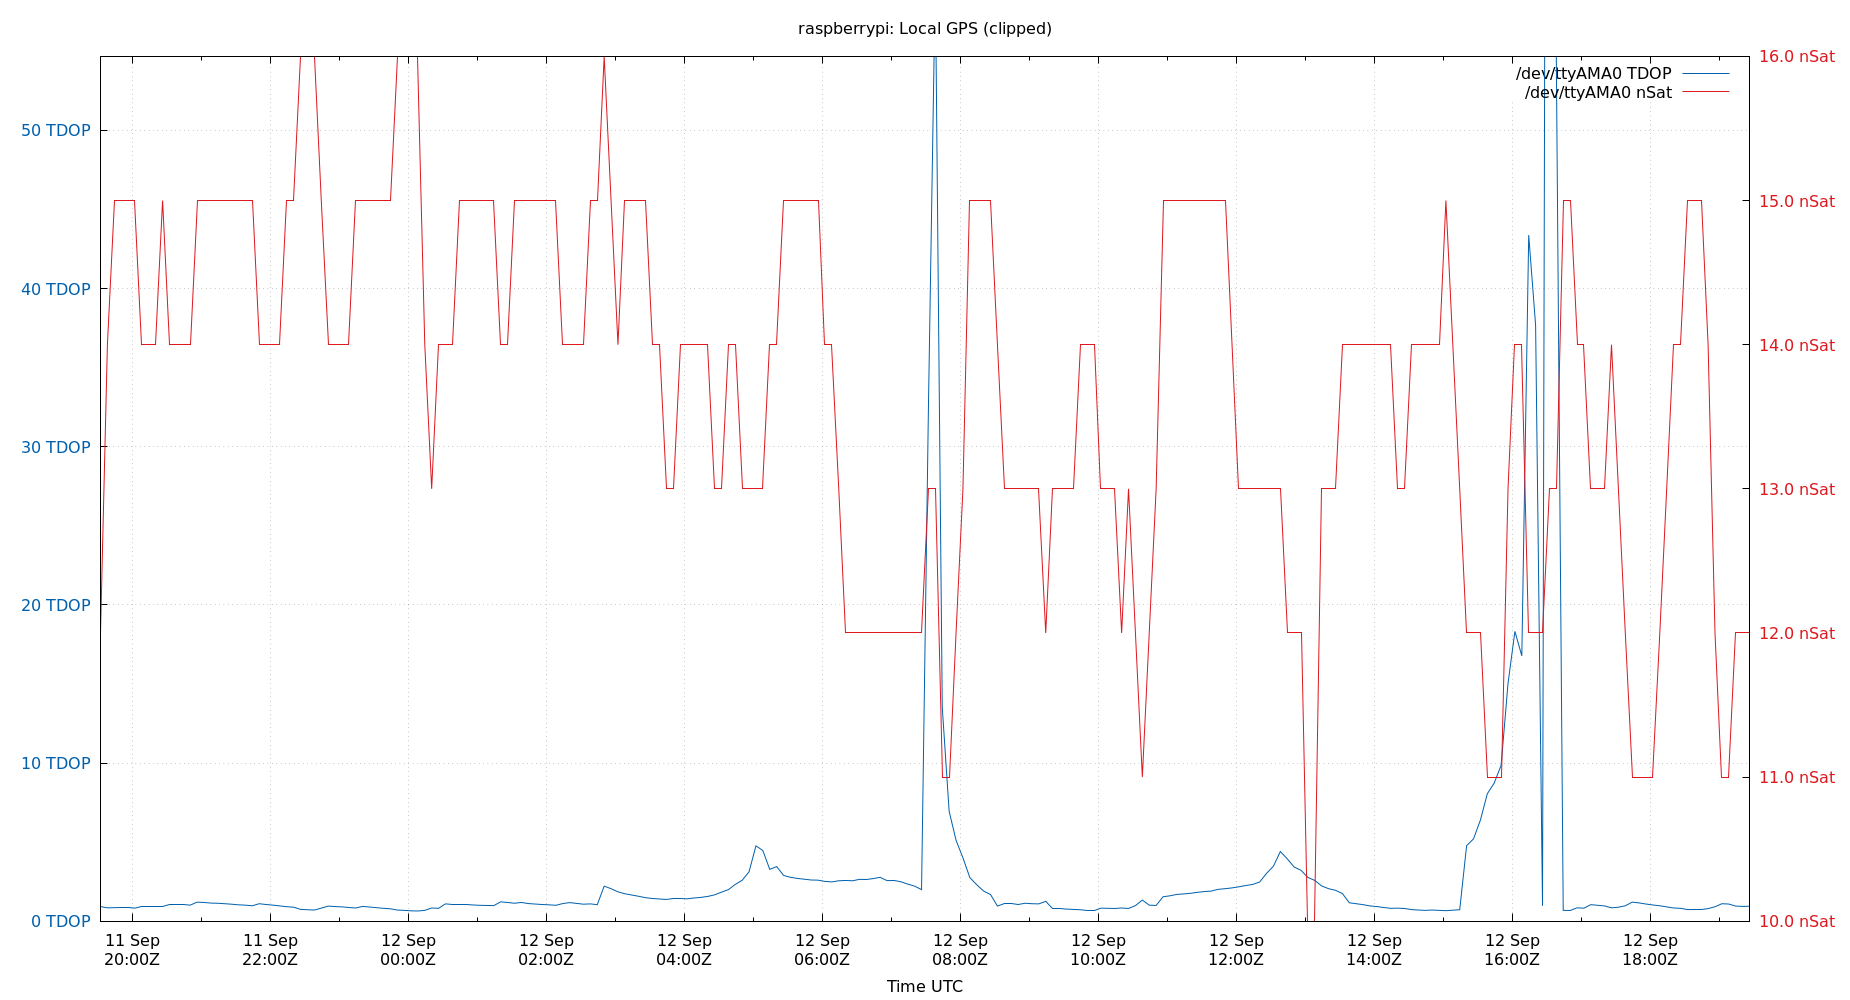 raspberrypi: Local GPS (clipped)
/dev/ttyAMA0 TDOP
/dev/ttyAMA0 nSat
50 TDOP
40 TDOP
30 TDOP
20 TDOP
10 TDOP
0 TDOP
16.0 nSat
15.0 nSat
14.0 nSat
13.0 nSat
12.0 nSat
11.0 nSat
10.0 nSat
11 Sep
20:00Z
11 Sep
22:00Z
12 Sep
00:00Z
12 Sep
02:00Z
12 Sep
04:00Z
12 Sep
06:00Z
12 Sep
08:00Z
12 Sep
10:00Z
12 Sep
12:00Z
12 Sep
14:00Z
12 Sep
16:00Z
12 Sep
18:00Z
Time UTC